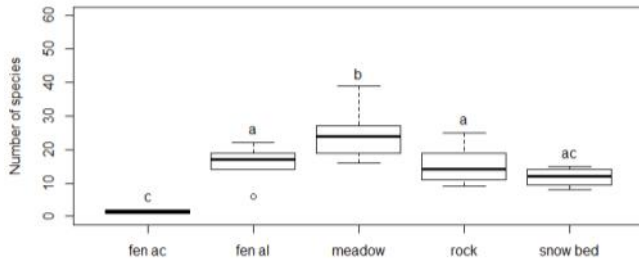 Number of species
60
50
40
30
20
10
0
c
a
b
a
ac
fen ac
fen al
meadow
rock
snow bed